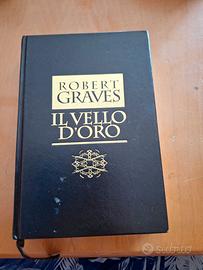 ROBERT
GRAVES
IL VELLO
D'ORO
subito